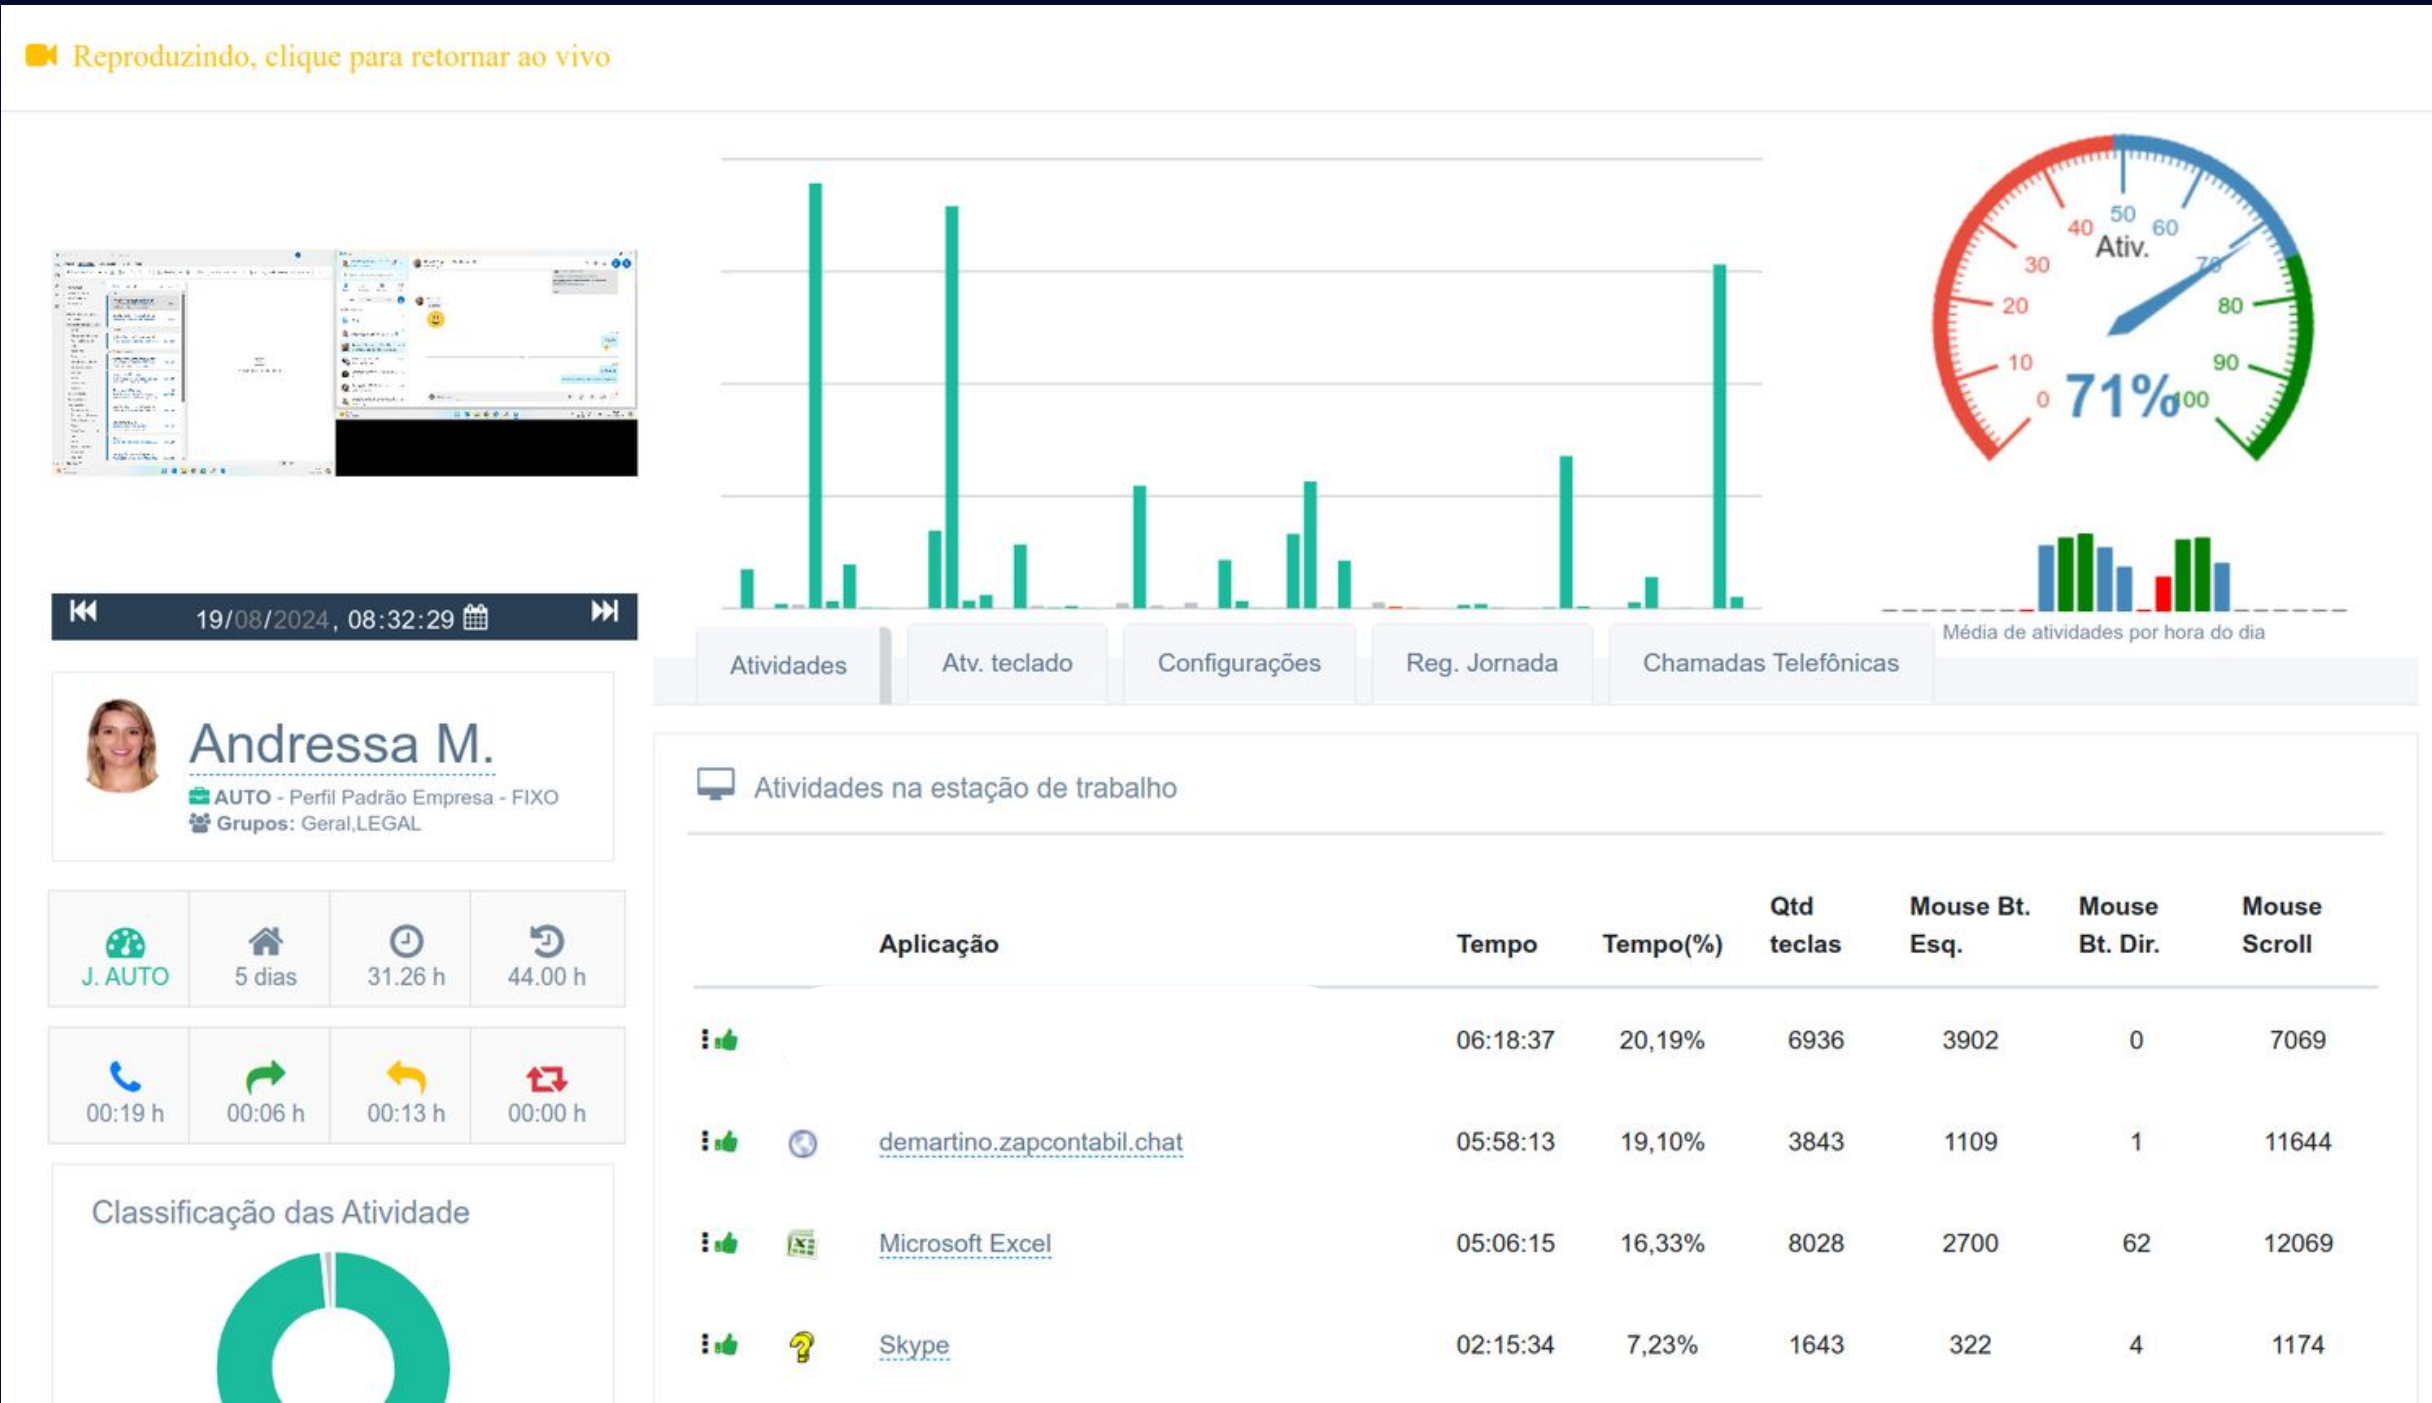 Reproduzindo, clique para retornar ao vivo
40 50 60
Ativ.
30 70
20 80
10 90
0 71% 100
Média de atividades por hora do dia
19/08/2024, 08:32:29
Atividades Atv. teclado Configurações Reg. Jornada Chamadas Telefônicas
Andressa M.
AUTO - Perfil Padrão Empresa - FIXO
Grupos: Geral,LEGAL
J. AUTO 5 dias 31.26 h 44.00 h
00:19 h 00:06 h 00:13 h 00:00 h
Classificação das Atividade
Atividades na estação de trabalho
Aplicação Tempo Tempo(%) Qtd teclas Mouse Bt. Esq. Mouse Bt. Dir. Mouse Scroll
06:18:37 20,19% 6936 3902 0 7069
demartino.zapcontabil.chat 05:58:13 19,10% 3843 1109 1 11644
Microsoft Excel 05:06:15 16,33% 8028 2700 62 12069
Skype 02:15:34 7,23% 1643 322 4 1174